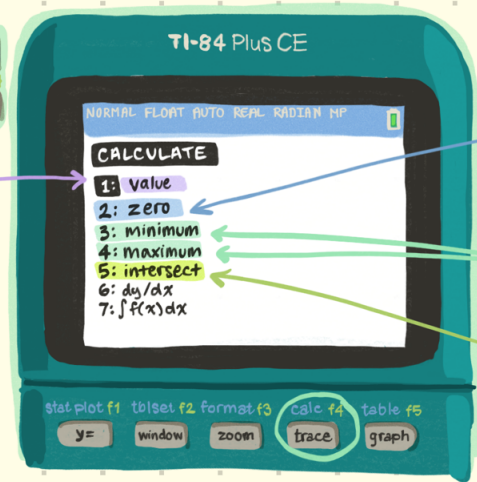 TI-84 Plus CE
NORMAL FLOAT AUTO REAL RADIAN MP
CALCULATE
1: value
2: zero
3: minimum
4: maximum
5: intersect
6: dy/dx
7: ∫f(x)dx
stat plot f1 tblset f2 format f3 calc f4 table f5
y= window zoom trace graph